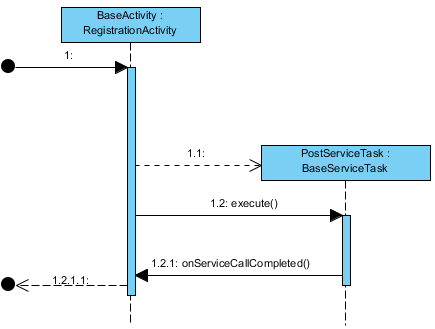 BaseActivity :
RegistrationActivity
1:
1.1:
PostServiceTask :
BaseServiceTask
1.2: execute()
1.2.1: onServiceCallCompleted()
1.2.1.1: